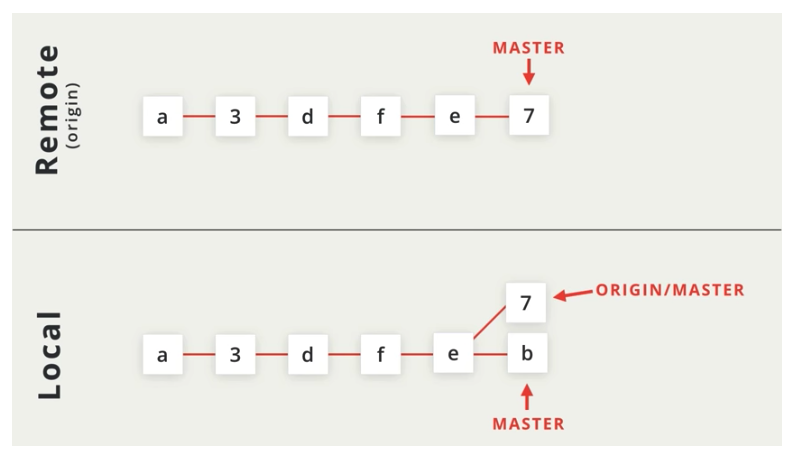 Remote
(origin)
MASTER
a 3 d f e 7
Local
7
ORIGIN/MASTER
a 3 d f e b
MASTER